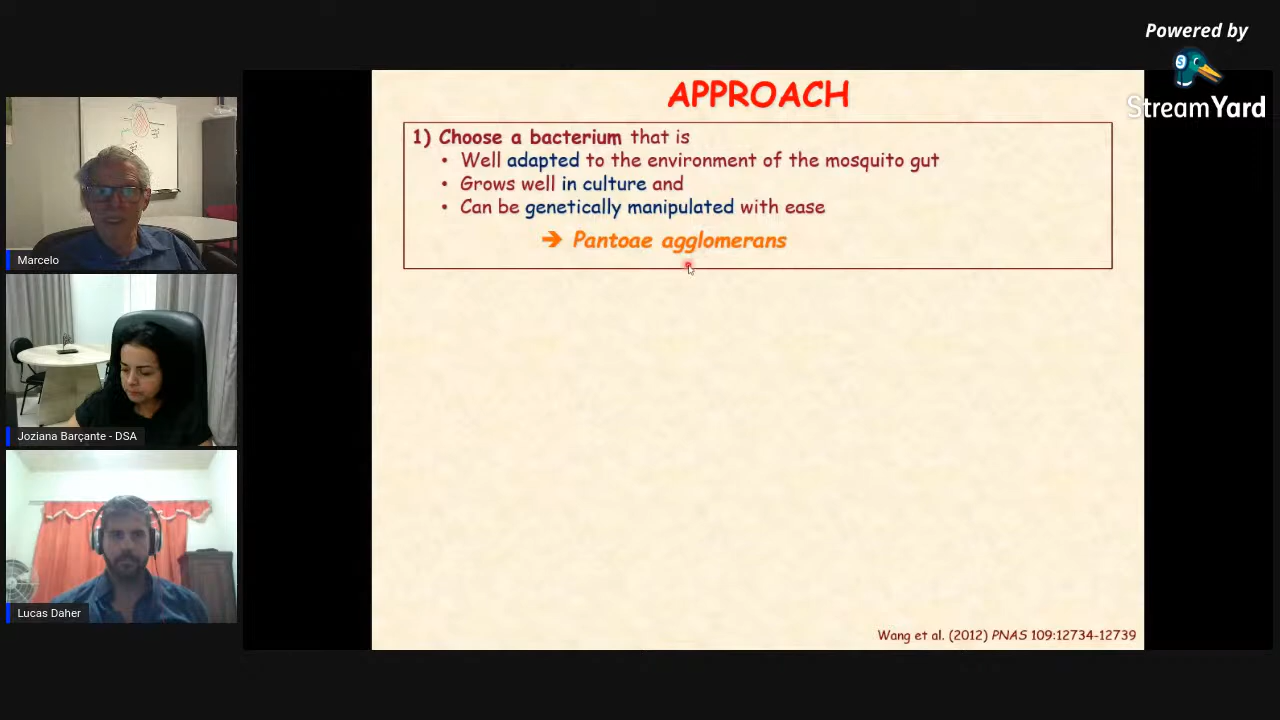 Powered by
StreamYard
APPROACH
1) Choose a bacterium that is
• Well adapted to the environment of the mosquito gut
• Grows well in culture and
• Can be genetically manipulated with ease
➔ Pantoae agglomerans
Wang et al. (2012) PNAS 109:12734-12739
Marcelo
Joziana Barçante - DSA
Lucas Daher